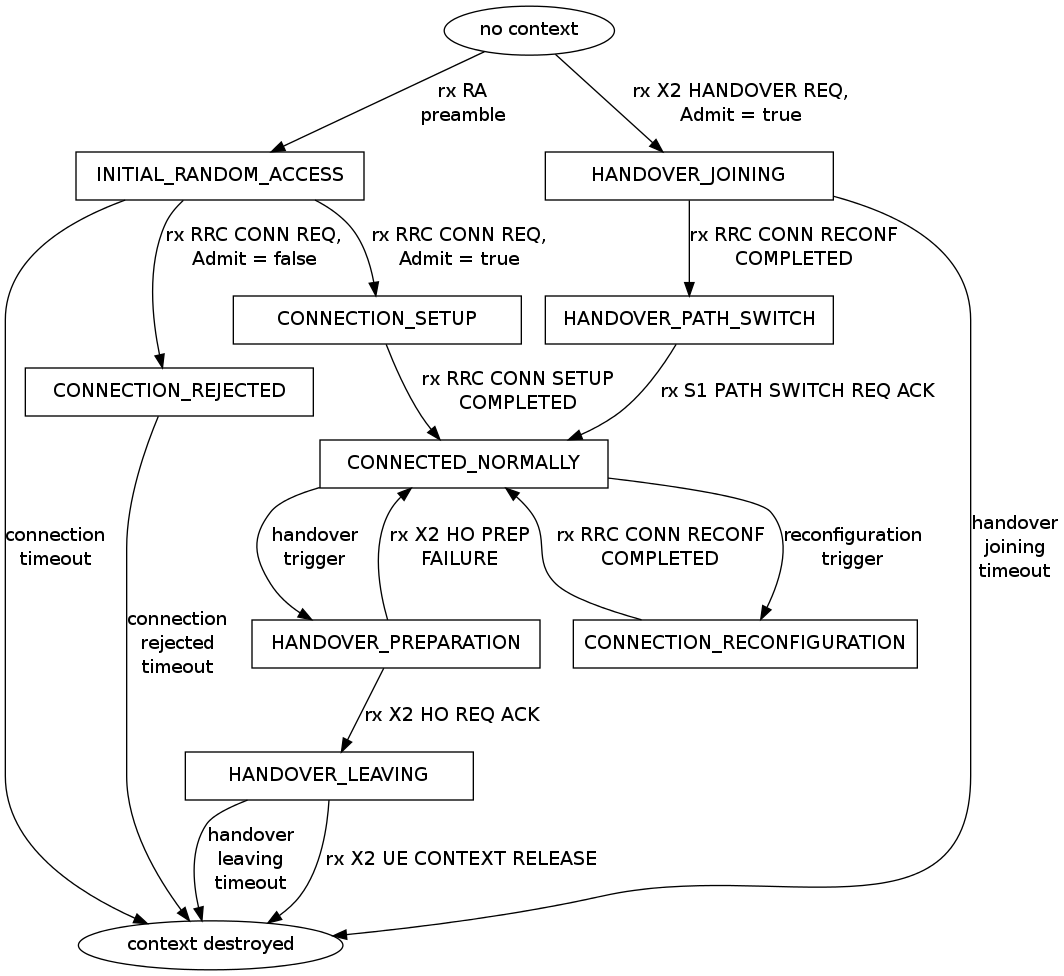 no context
rx RA
preamble
rx X2 HANDOVER REQ,
Admit = true
INITIAL_RANDOM_ACCESS
HANDOVER_JOINING
rx RRC CONN REQ,
Admit = false
rx RRC CONN REQ,
Admit = true
rx RRC CONN RECONF
COMPLETED
CONNECTION_SETUP
HANDOVER_PATH_SWITCH
CONNECTION_REJECTED
rx RRC CONN SETUP
COMPLETED
rx S1 PATH SWITCH REQ ACK
CONNECTED_NORMALLY
connection
timeout
handover
trigger
rx X2 HO PREP
FAILURE
rx RRC CONN RECONF
COMPLETED
reconfiguration
trigger
handover
joining
timeout
connection
rejected
timeout
HANDOVER_PREPARATION
CONNECTION_RECONFIGURATION
rx X2 HO REQ ACK
HANDOVER_LEAVING
handover
leaving
timeout
rx X2 UE CONTEXT RELEASE
context destroyed